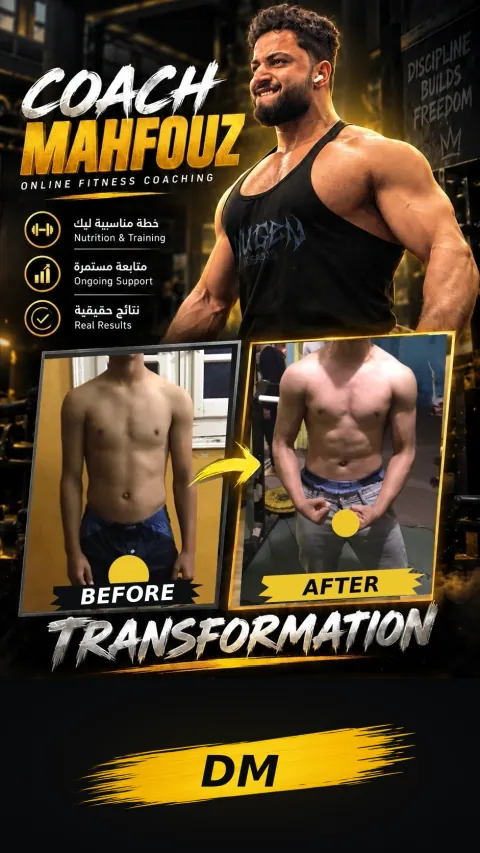 COACH
MAHFOUZ
ONLINE FITNESS COACHING
DISCIPLINE
BUILDS
FREEDOM
خطة مناسبية ليك
Nutrition & Training
متابعة مستمرة
Ongoing Support
نتائج حقيقية
Real Results
BEFORE
AFTER
TRANSFORMATION
DM